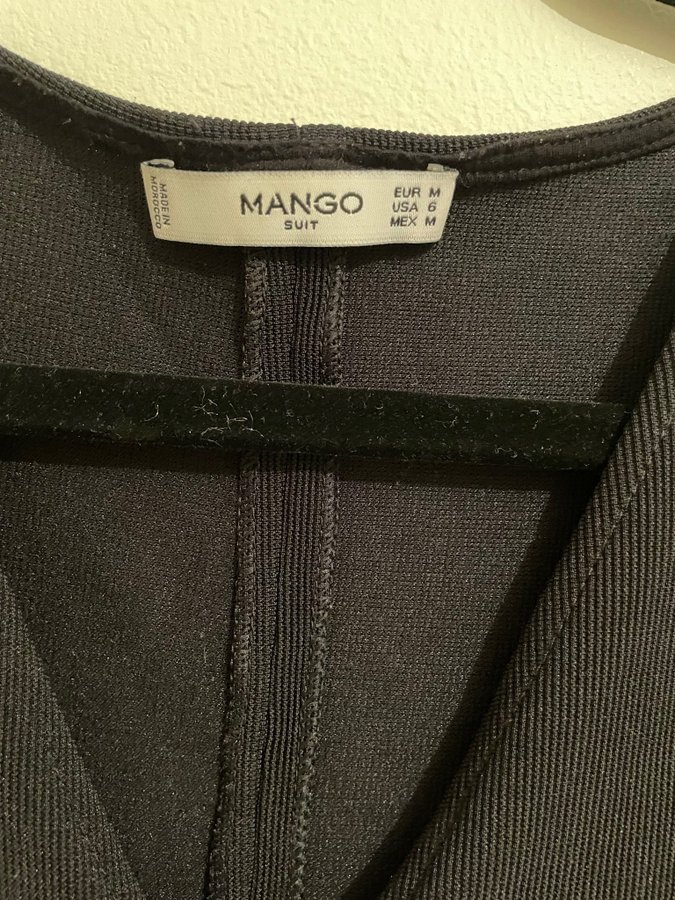 MADE IN
MOROCCO
MANGO
SUIT
EUR M
USA 6
MEX M